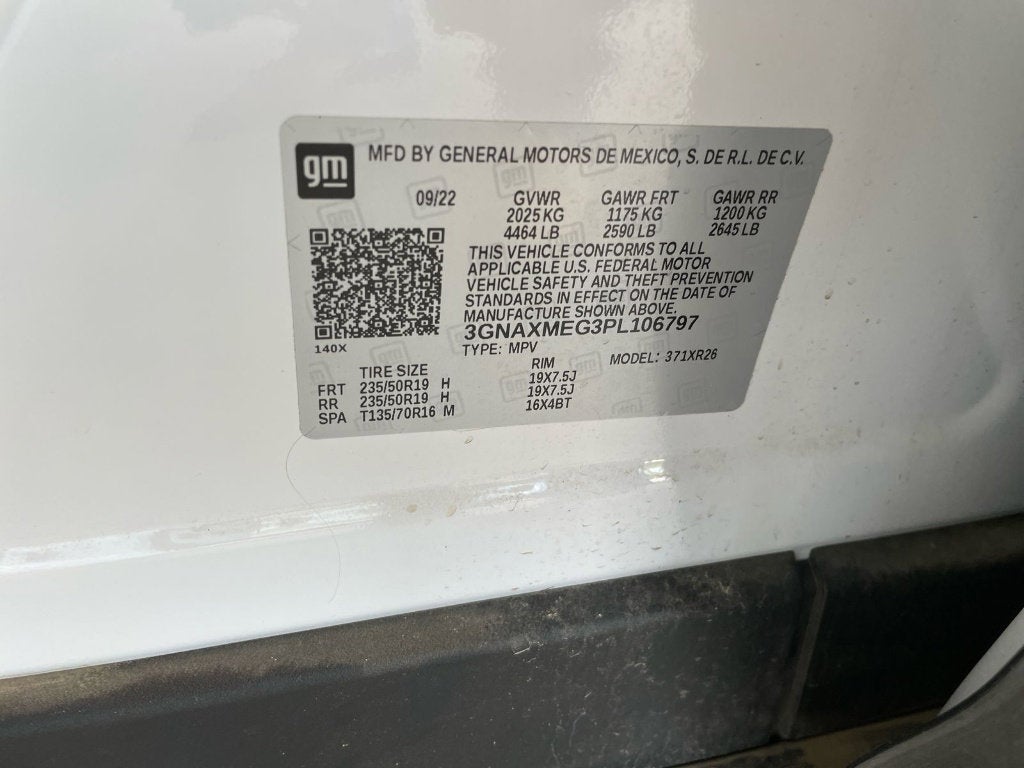 gm
MFD BY GENERAL MOTORS DE MEXICO, S. DE R.L. DE C.V.
09/22 GVWR GAWR FRT GAWR RR
2025 KG 1175 KG 1200 KG
4464 LB 2590 LB 2645 LB
THIS VEHICLE CONFORMS TO ALL
APPLICABLE U.S. FEDERAL MOTOR
VEHICLE SAFETY AND THEFT PREVENTION
STANDARDS IN EFFECT ON THE DATE OF
MANUFACTURE SHOWN ABOVE.
3GNAXMEG3PL106797
140X
TYPE: MPV MODEL: 371XR26
TIRE SIZE RIM
FRT 235/50R19 H 19X7.5J
RR 235/50R19 H 19X7.5J
SPA T135/70R16 M 16X4BT